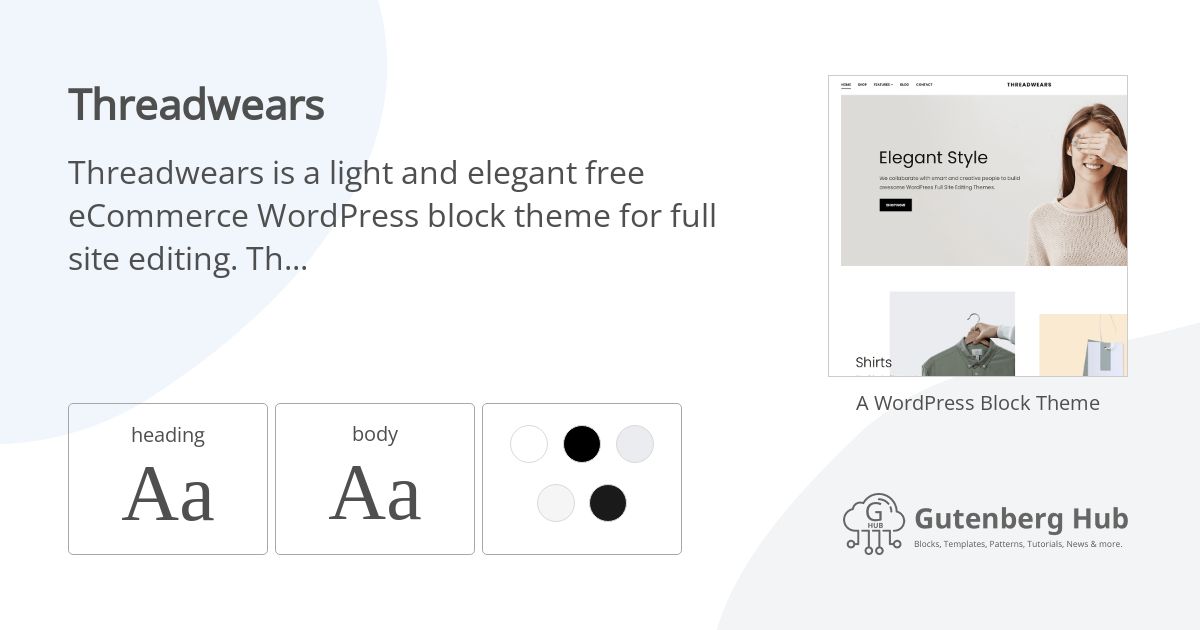 Threadwears
Threadwears is a light and elegant free
eCommerce WordPress block theme for full
site editing. Th...
heading
Aa
body
Aa
HOME SHOP FEATURES BLOG CONTACT THREADWEARS
Elegant Style
We collaborate with smart and creative people to build
awesome WordPress Full Site Editing Themes.
SHOP NOW
Shirts
A WordPress Block Theme
G
HUB
Gutenberg Hub
Blocks, Templates, Patterns, Tutorials, News & more.